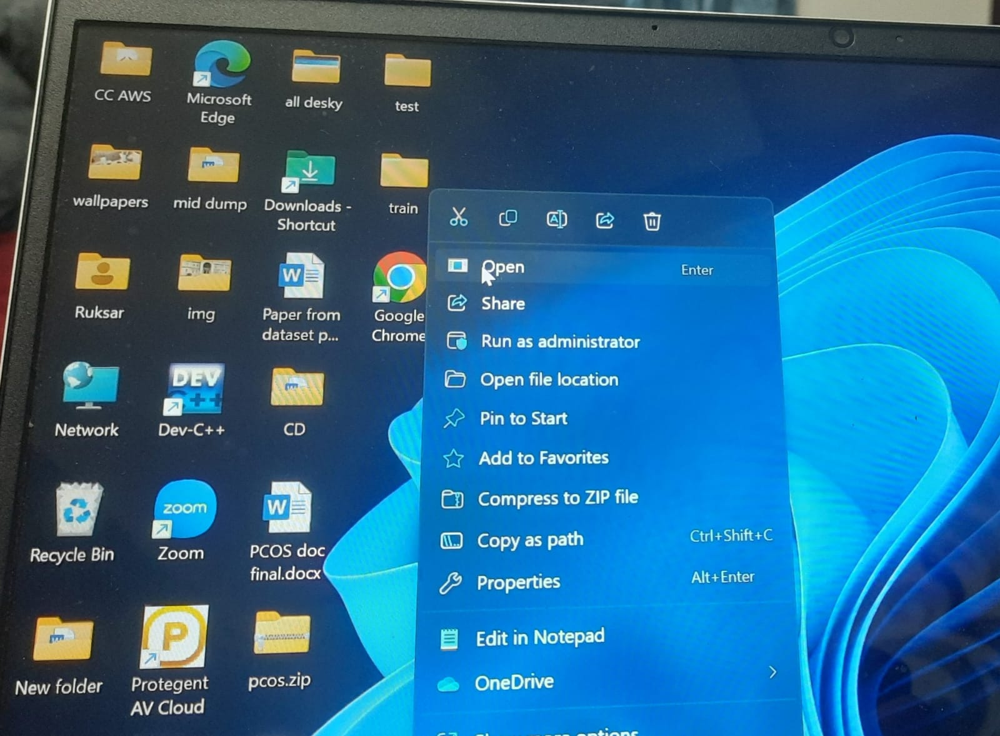 CC AWS
Microsoft
Edge
all desky
test
wallpapers
mid dump
Downloads -
Shortcut
train
Ruksar
img
W
Paper from
dataset p...
Google
Chrome
Network
DEV
C++
Dev-C++
CD
Recycle Bin
zoom
Zoom
W
PCOS doc
final.docx
New folder
P
Protegent
AV Cloud
pcos.zip
A
Open
Enter
Share
Run as administrator
Open file location
Pin to Start
Add to Favorites
Compress to ZIP file
Copy as path
Ctrl+Shift+C
Properties
Alt+Enter
Edit in Notepad
OneDrive